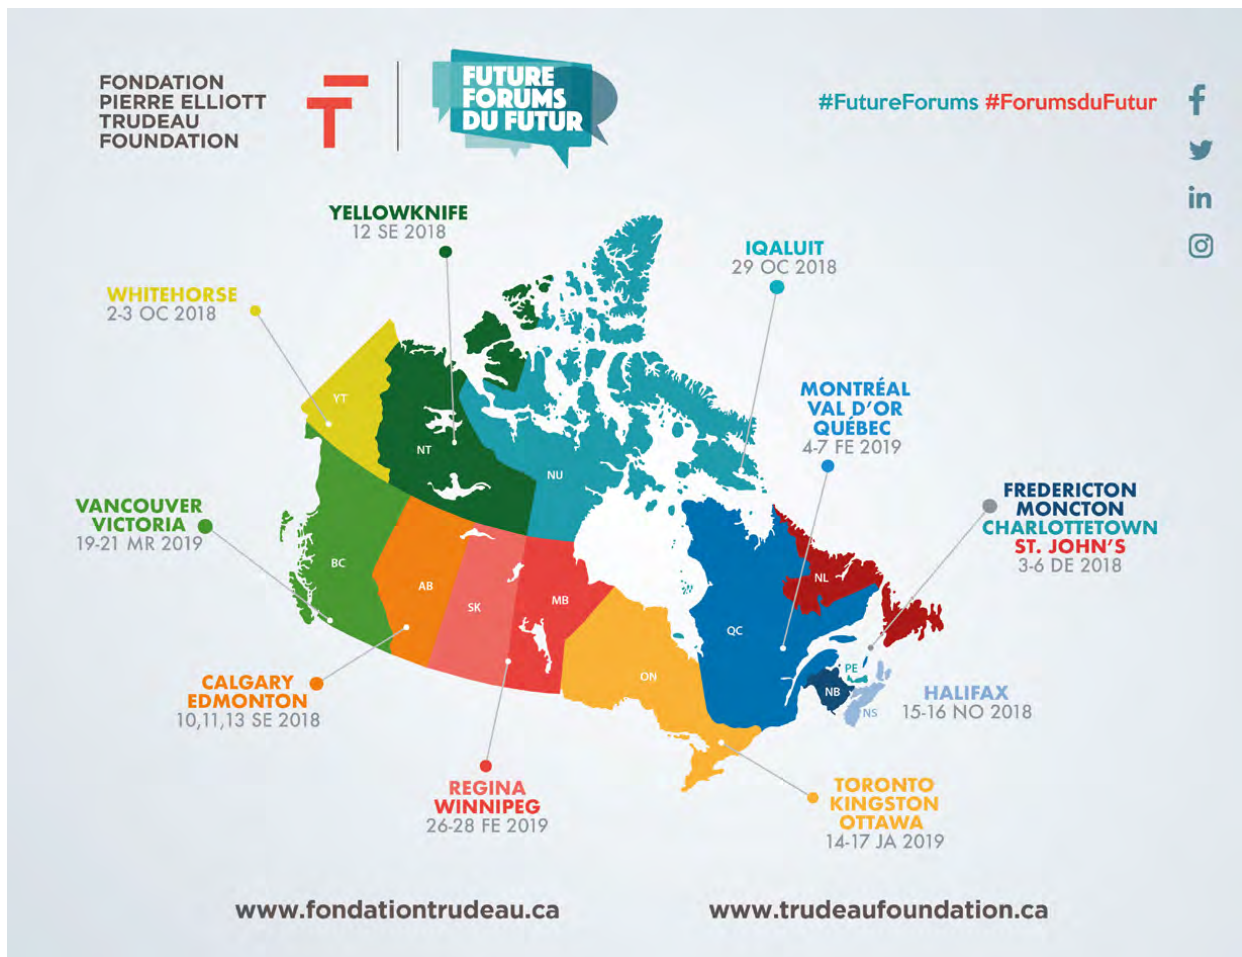 FONDATION
PIERRE ELLIOTT
TRUDEAU
FOUNDATION
FUTURE
FORUMS
DU FUTUR
#FutureForums #ForumsduFutur
YELLOWKNIFE
12 SE 2018
IQALUIT
29 OC 2018
WHITEHORSE
2-3 OC 2018
MONTRÉAL
VAL D'OR
QUÉBEC
4-7 FE 2019
FREDERICTON
MONCTON
CHARLOTTETOWN
ST. JOHN'S
3-6 DE 2018
VANCOUVER
VICTORIA
19-21 MR 2019
YT
NT
NU
BC
AB
SK
MB
ON
QC
NL
PE
NB
NS
HALIFAX
15-16 NO 2018
CALGARY
EDMONTON
10,11,13 SE 2018
REGINA
WINNIPEG
26-28 FE 2019
TORONTO
KINGSTON
OTTAWA
14-17 JA 2019
www.fondationtrudeau.ca
www.trudeaufoundation.ca